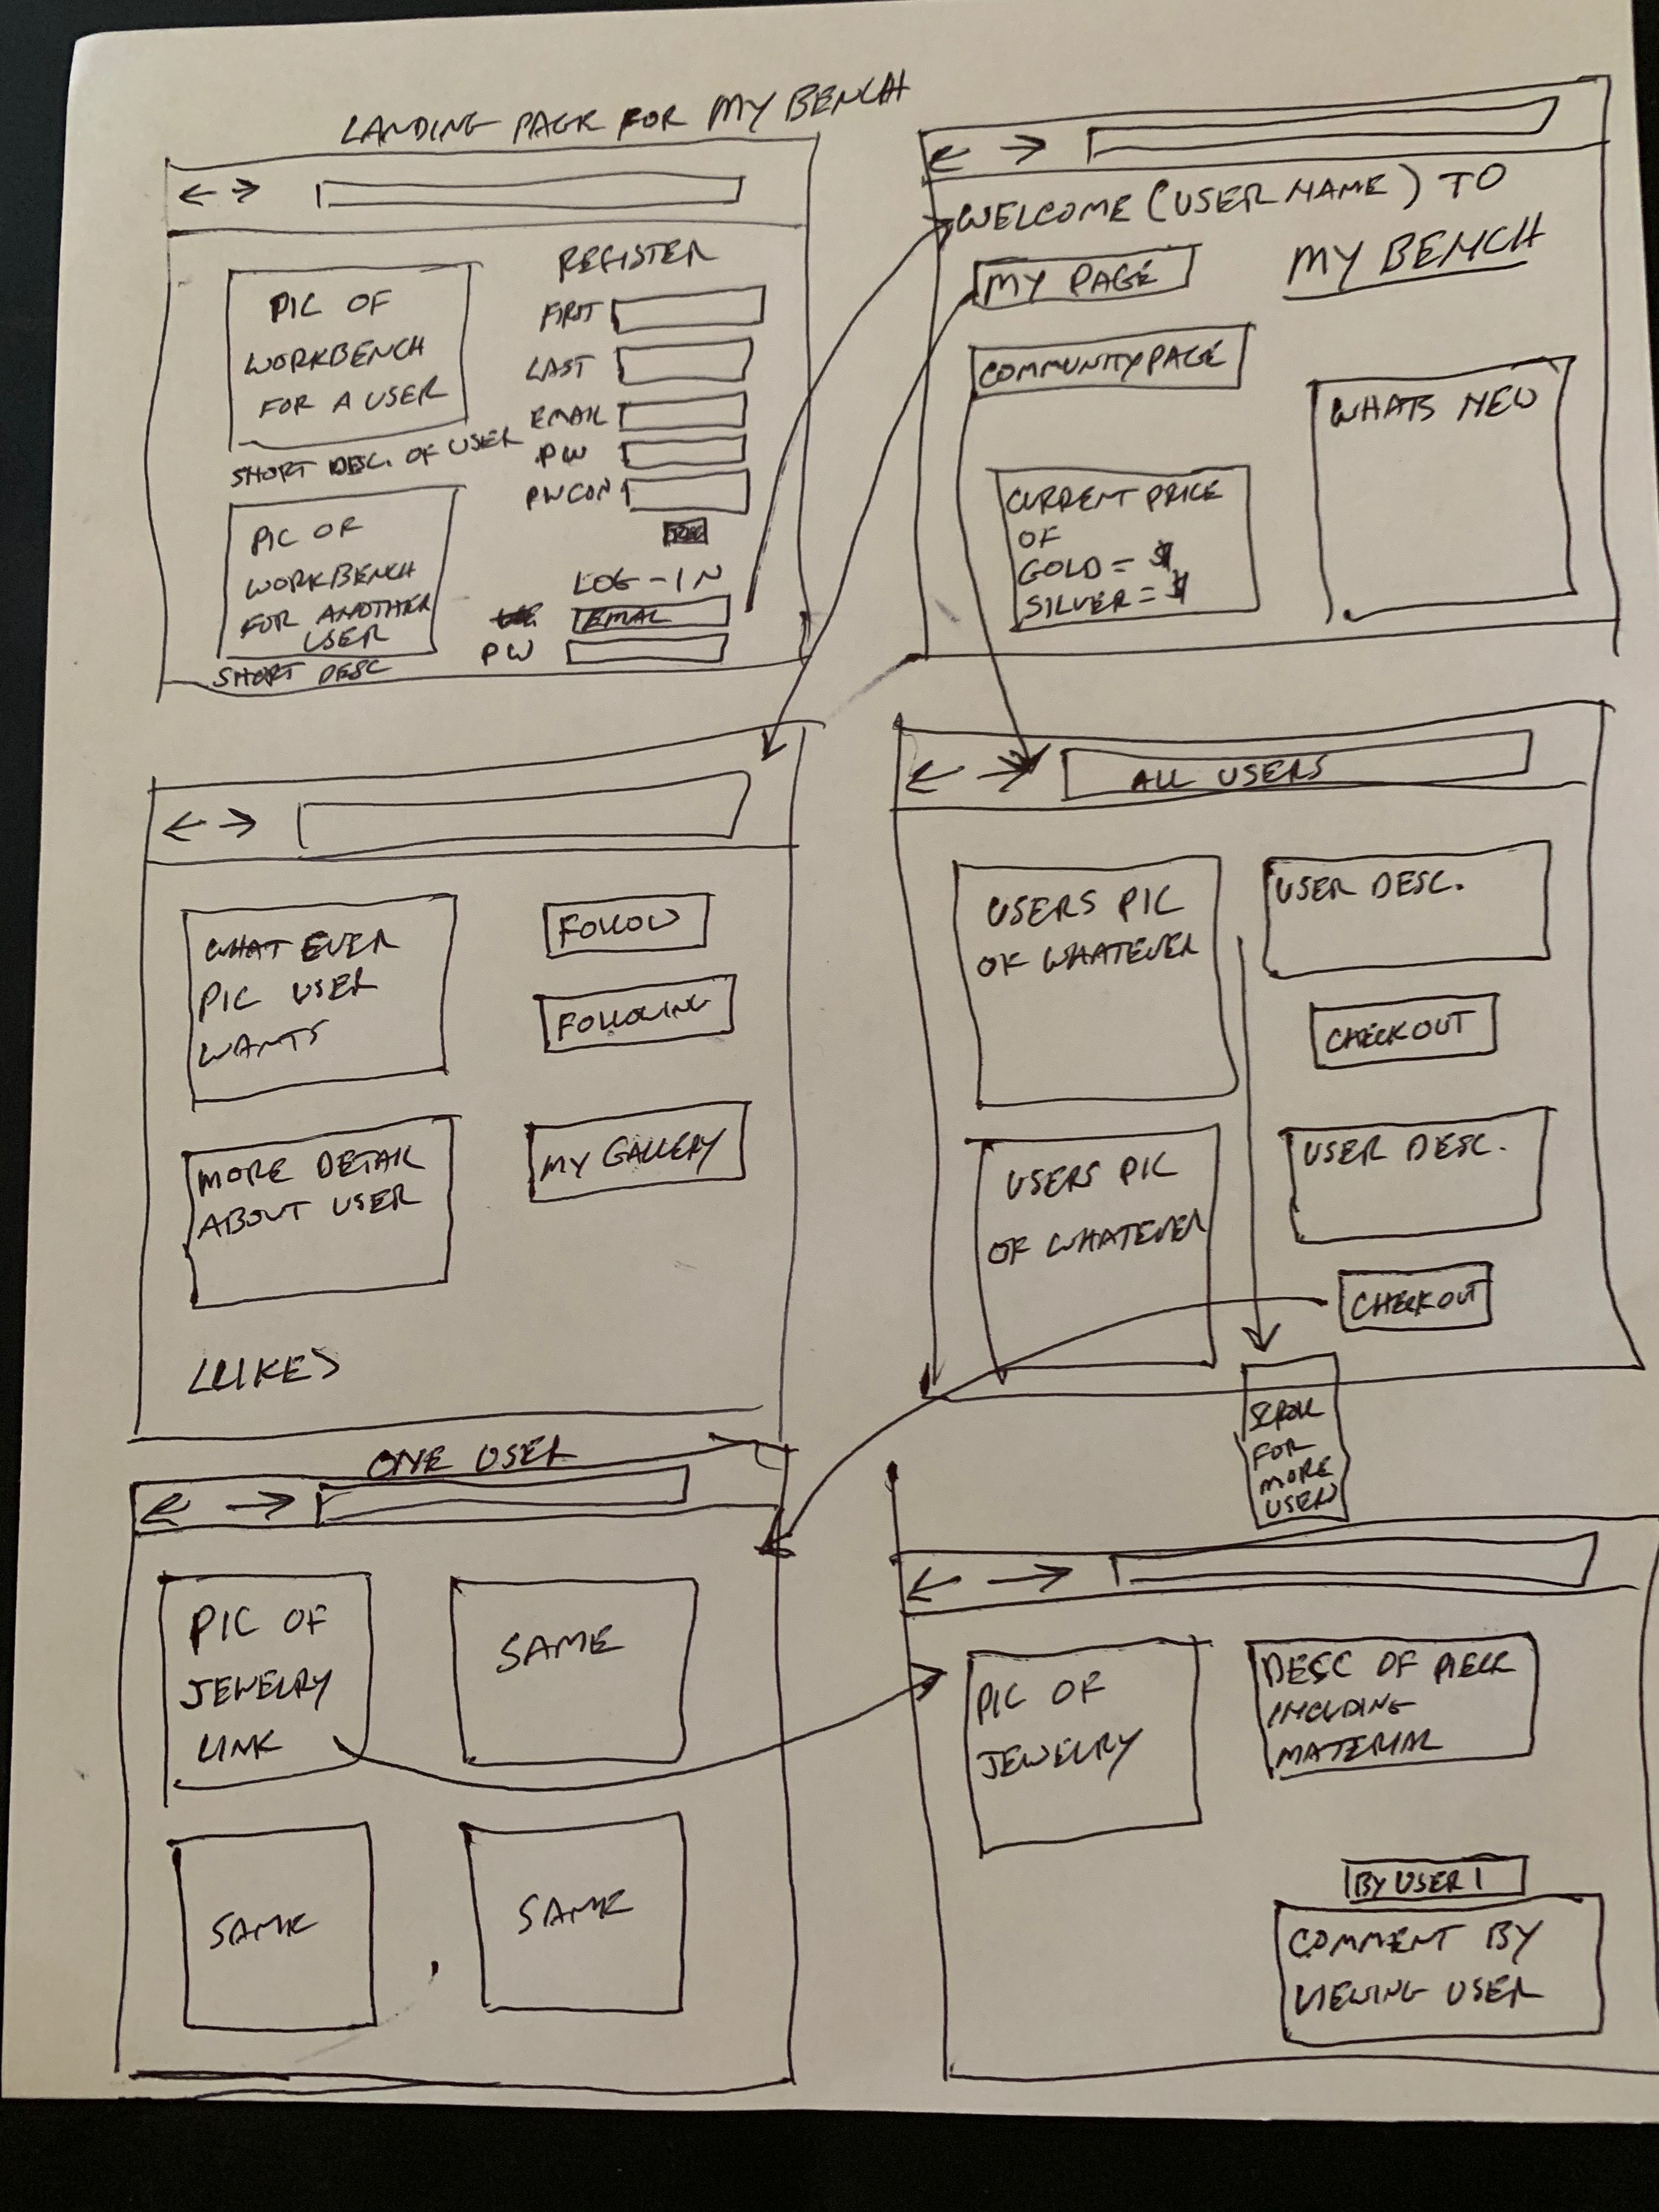 LANDING PAGE FOR MY BENCH
PIC OF
WORKBENCH
FOR A USER
SHORT DESC. OF USER
PIC OF
WORKBENCH
FOR ANOTHER
USER
SHORT DESC
REGISTER
FIRST
LAST
EMAIL
PW
PW CON
LOG-IN
EMAIL
PW
WELCOME (USER NAME) TO
MY BENCH
MY PAGE
COMMUNITY PAGE
CURRENT PRICE
OF
GOLD = $
SILVER = $
WHATS NEW
WHAT EVER
PIC USER
WANTS
FOLLOW
FOLLOWING
MORE DETAIL
ABOUT USER
MY GALLERY
ALL USERS
USERS PIC
OF WHATEVER
USER DESC.
CHECKOUT
USERS PIC
OF WHATEVER
USER DESC.
CHECKOUT
FOR
MORE
USERS
ONE USER
PIC OF
JEWELRY
LINK
SAME
SAME
SAME
PIC OF
JEWELRY
DESC OF PIECE
INCLUDING
MATERIAL
BY USER 1
COMMENT BY
VIEWING USER